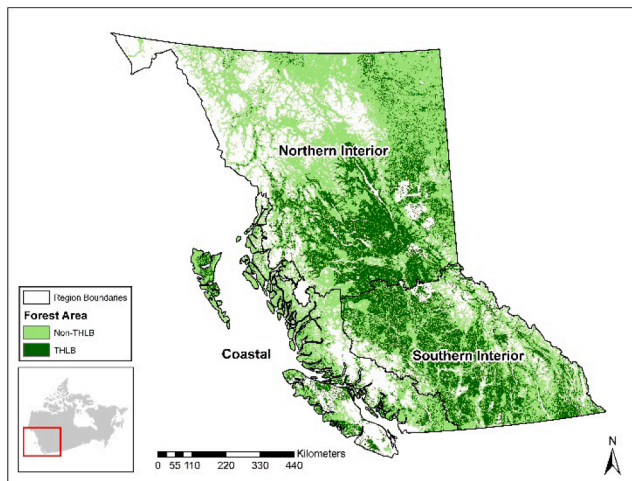 Northern Interior
Coastal
Southern Interior
Region Boundaries
Forest Area
Non-THLB
THLB
Kilometers
0 55 110 220 330 440
N